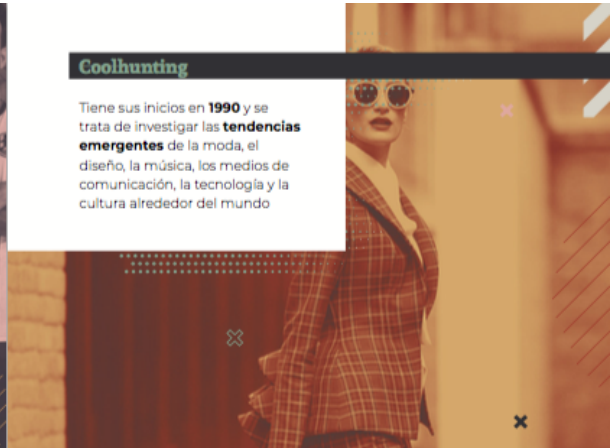 Coolhunting
Tiene sus inicios en 1990 y se
trata de investigar las tendencias
emergentes de la moda, el
diseño, la música, los medios de
comunicación, la tecnología y la
cultura alrededor del mundo